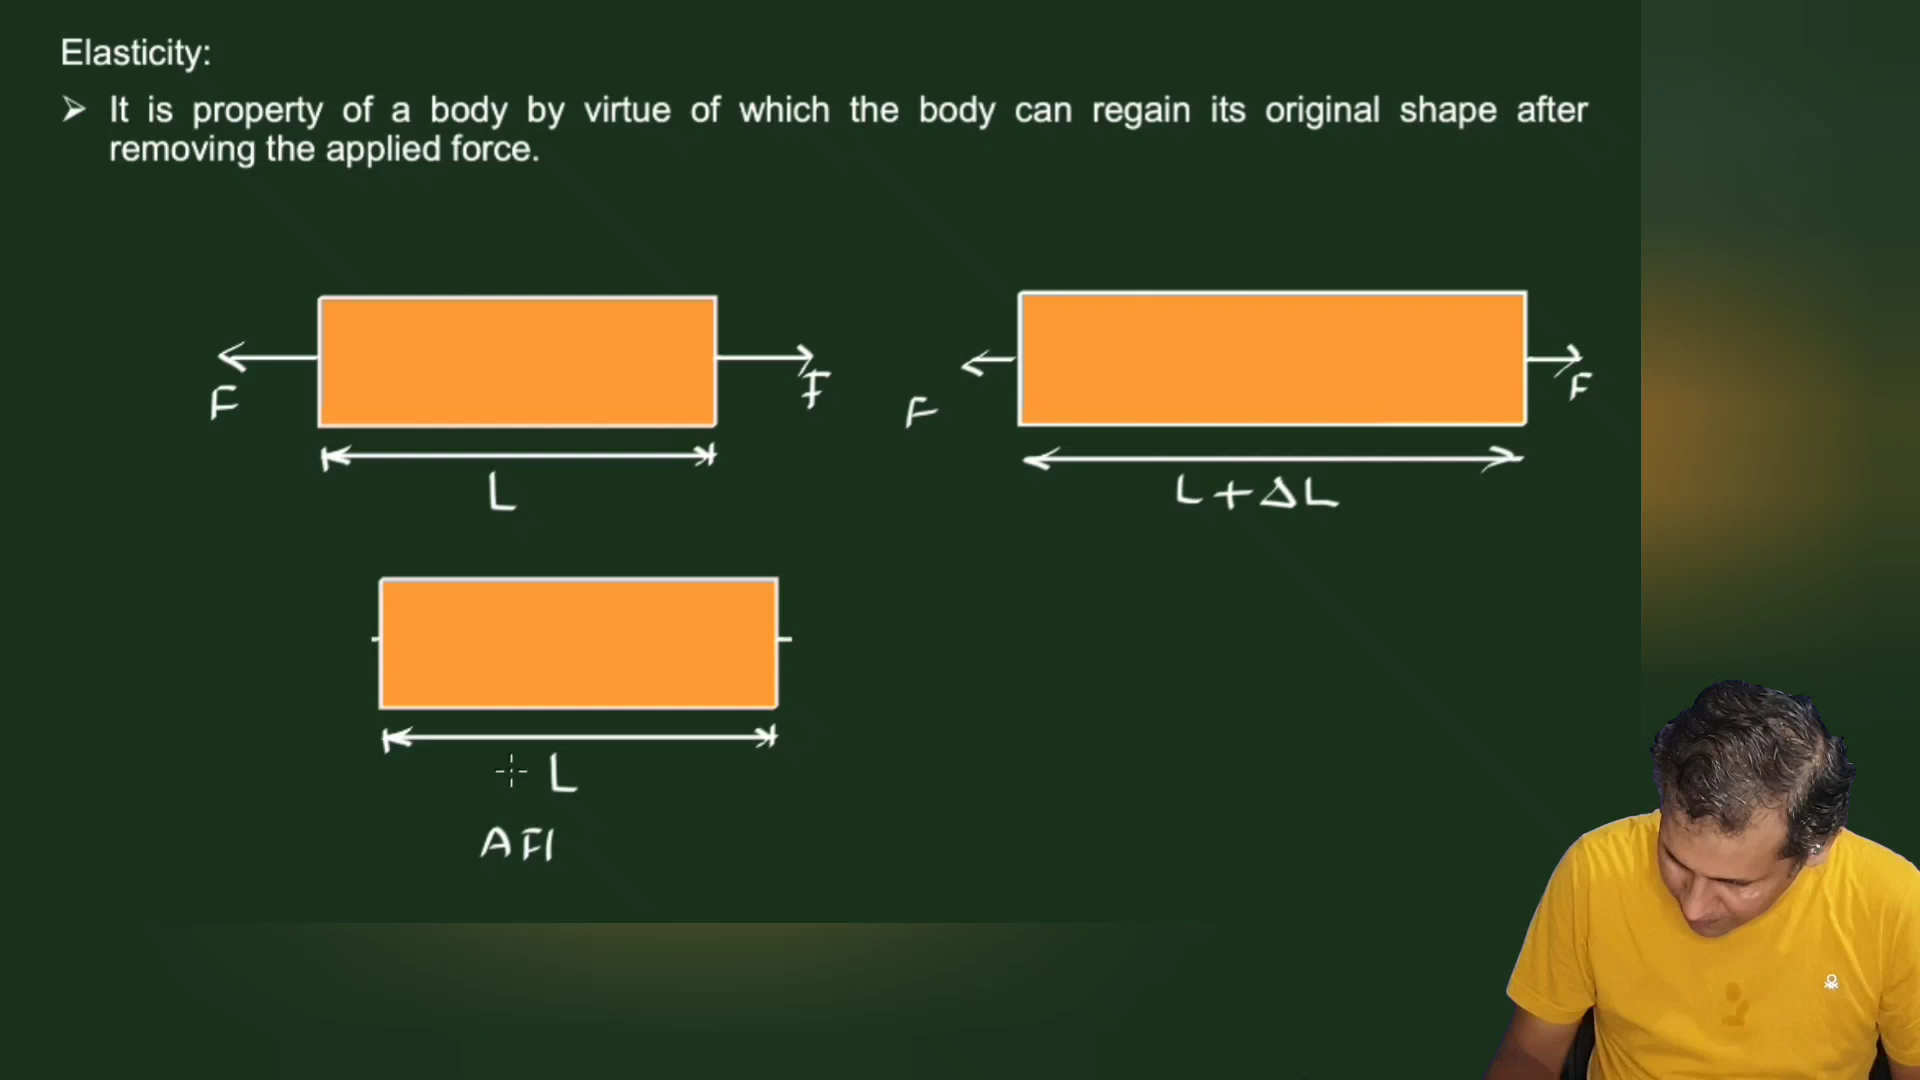 Elasticity:
➢ It is property of a body by virtue of which the body can regain its original shape after
removing the applied force.
F
F
L
F
F
L + ΔL
L